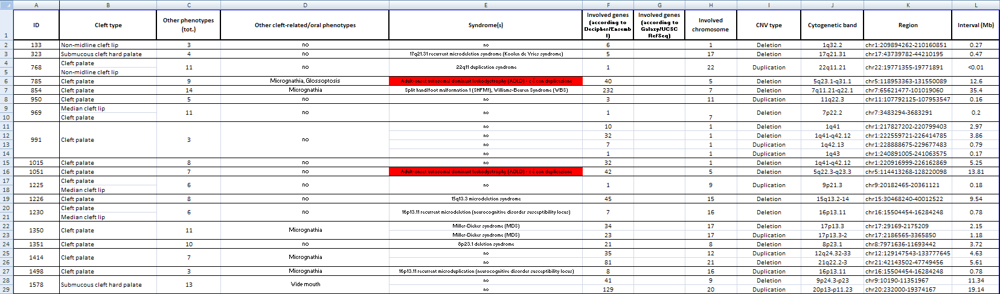 A B C D E F G H I J K L
1 ID Cleft type Other phenotypes (tot.) Other cleft-related/oral phenotypes Syndrome(s) Involved genes (according to Decipher/Ensembl) Involved genes (according to Galaxy/UCSC RefSeq) Involved chromosome CNV type Cytogenetic band Region Interval (Mb)
2 133 Non-midline cleft lip 3 no no 6 1 Deletion 1q32.2 chr1:209894262-210160851 0.27
3 323 Submucous cleft hard palate 4 no 17q21.31 recurrent microdeletion syndrome (Koolen de Vries syndrome) 5 17 Deletion 17q21.31 chr17:43739782-44210195 0.47
4 768 Cleft palate 11 no 22q11 duplication syndrome 1 22 Duplication 22q11.21 chr22:19771355-19771891 <0.01
5 Non-midline cleft lip
6 785 Cleft palate 9 Micrognathia, Glossoptosis Adult-onset autosomal dominant leukodystrophy (ADLD) - c'è con duplicazione 40 5 Deletion 5q23.1-q31.1 chr5:118953363-131550089 12.6
7 854 Cleft palate 14 Micrognathia Split hand/foot malformation 1 (SHFM1), Williams-Beuren Syndrome (WBS) 232 7 Deletion 7q11.21-q22.1 chr7:65621477-101019060 35.4
8 950 Cleft palate 5 no no 3 11 Duplication 11q22.3 chr11:107792125-107953547 0.16
9 969 Median cleft lip 11 no no 1 7 Deletion 7p22.2 chr7:3483294-3683291 0.2
10 Cleft palate
11 991 Cleft palate 3 no no 10 1 Deletion 1q41 chr1:217827202-220799403 2.97
12 no 32 1 Deletion 1q41-q42.12 chr1:222559721-226414785 3.86
13 no 7 1 Duplication 1q42.13 chr1:228888675-229677483 0.79
14 no 1 1 Duplication 1q43 chr1:240891005-241063575 0.17
15 1015 Cleft palate 8 no no 32 1 Deletion 1q41-q42.12 chr1:220916999-226162869 5.25
16 1051 Cleft palate 7 no Adult-onset autosomal dominant leukodystrophy (ADLD) - c'è con duplicazione 42 5 Deletion 5q22.3-q23.3 chr5:114413268-128220098 13.81
17 1225 Cleft palate 6 no no 1 9 Duplication 9p21.3 chr9:20182465-20361121 0.18
18 Median cleft lip
19 1226 Cleft palate 8 no 15q13.3 microdeletion syndrome 45 15 Deletion 15q13.2-14 chr15:30468240-40012522 9.54
20 1230 Cleft palate 6 no 16p13.11 recurrent microdeletion (neurocognitive disorder susceptibility locus) 7 16 Deletion 16p13.11 chr16:15504454-16284248 0.78
21 Median cleft lip
22 1350 Cleft palate 11 Micrognathia Miller-Dieker syndrome (MDS) 34 17 Deletion 17p13.3 chr17:29169-2175209 2.15
23 Miller-Dieker syndrome (MDS) 23 17 Duplication 17p13.3-2 chr17:2186565-3365850 1.18
24 1351 Cleft palate 10 no 8p23.1 deletion syndrome 21 8 Deletion 8p23.1 chr8:7971636-11693442 3.72
25 1414 Cleft palate 7 Micrognathia no 35 12 Duplication 12q24.32-33 chr12:129147543-133777645 4.63
26 no 81 21 Deletion 21q22.2-3 chr21:42143502-47749456 5.61
27 1498 Cleft palate 3 Micrognathia 16p13.11 recurrent microduplication (neurocognitive disorder susceptibility locus) 8 16 Duplication 16p13.11 chr16:15504454-16284248 0.78
28 1578 Submucous cleft hard palate 13 Wide mouth no 41 9 Deletion 9p24.3-p23 chr9:10190-11351967 11.34
29 no 129 20 Duplication 20p13-p11.23 chr20:232000-19374167 19.14